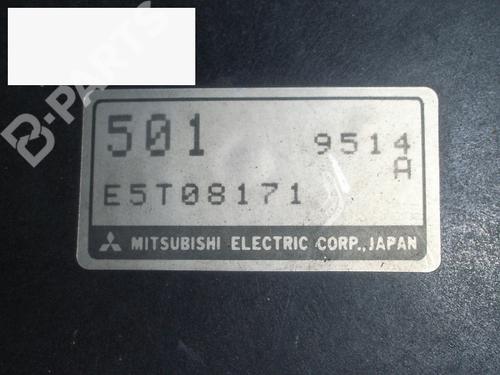 B-PARTS
501 9514
A
E5T08171
MITSUBISHI ELECTRIC CORP., JAPAN